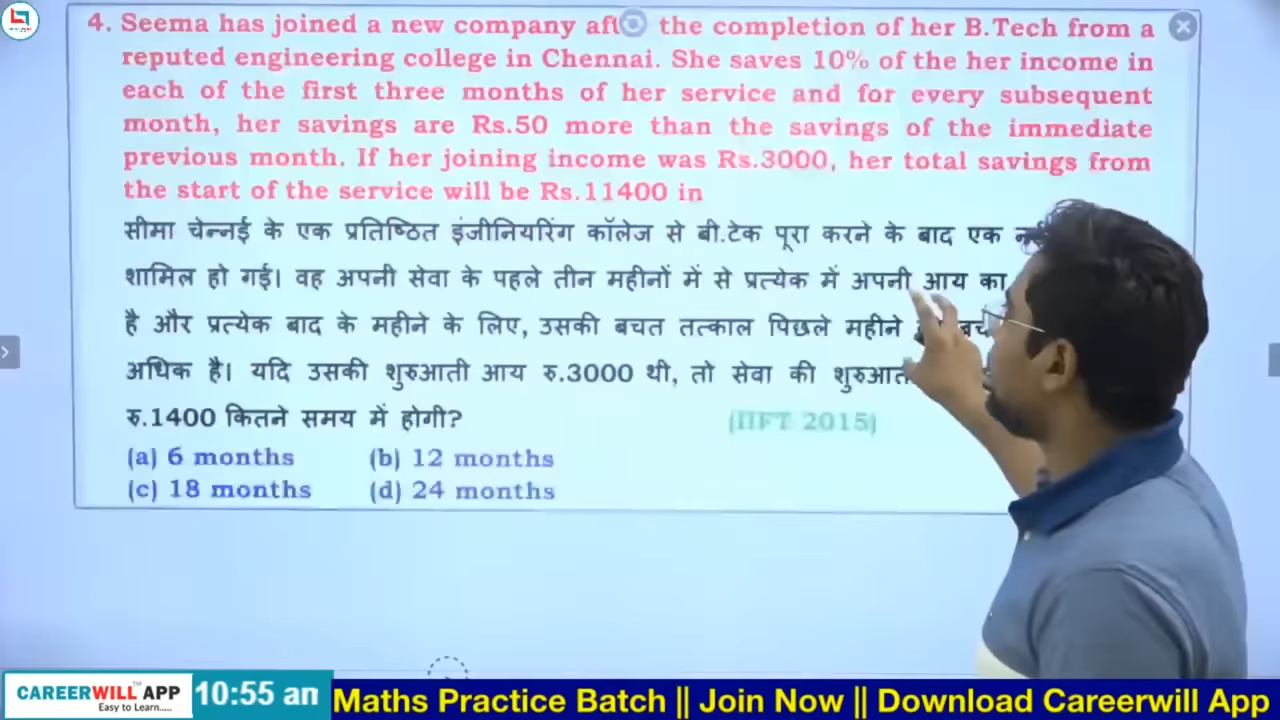 4. Seema has joined a new company aft the completion of her B.Tech from a
reputed engineering college in Chennai. She saves 10% of the her income in
each of the first three months of her service and for every subsequent
month, her savings are Rs.50 more than the savings of the immediate
previous month. If her joining income was Rs.3000, her total savings from
the start of the service will be Rs.11400 in
सीमा चेन्नई के एक प्रतिष्ठित इंजीनियरिंग कॉलेज से बी.टेक पूरा करने के बाद एक
शामिल हो गई। वह अपनी सेवा के पहले तीन महीनों में से प्रत्येक में अपनी आय का
है और प्रत्येक बाद के महीने के लिए, उसकी बचत तत्काल पिछले महीने
अधिक है। यदि उसकी शुरुआती आय रु.3000 थी, तो सेवा की शुरुआत
रु.1400 कितने समय में होगी?
(IIFT 2015)
(a) 6 months (b) 12 months
(c) 18 months (d) 24 months
CAREERWILL APP
Easy to Learn.....
10:55 an
Maths Practice Batch || Join Now || Download Careerwill App